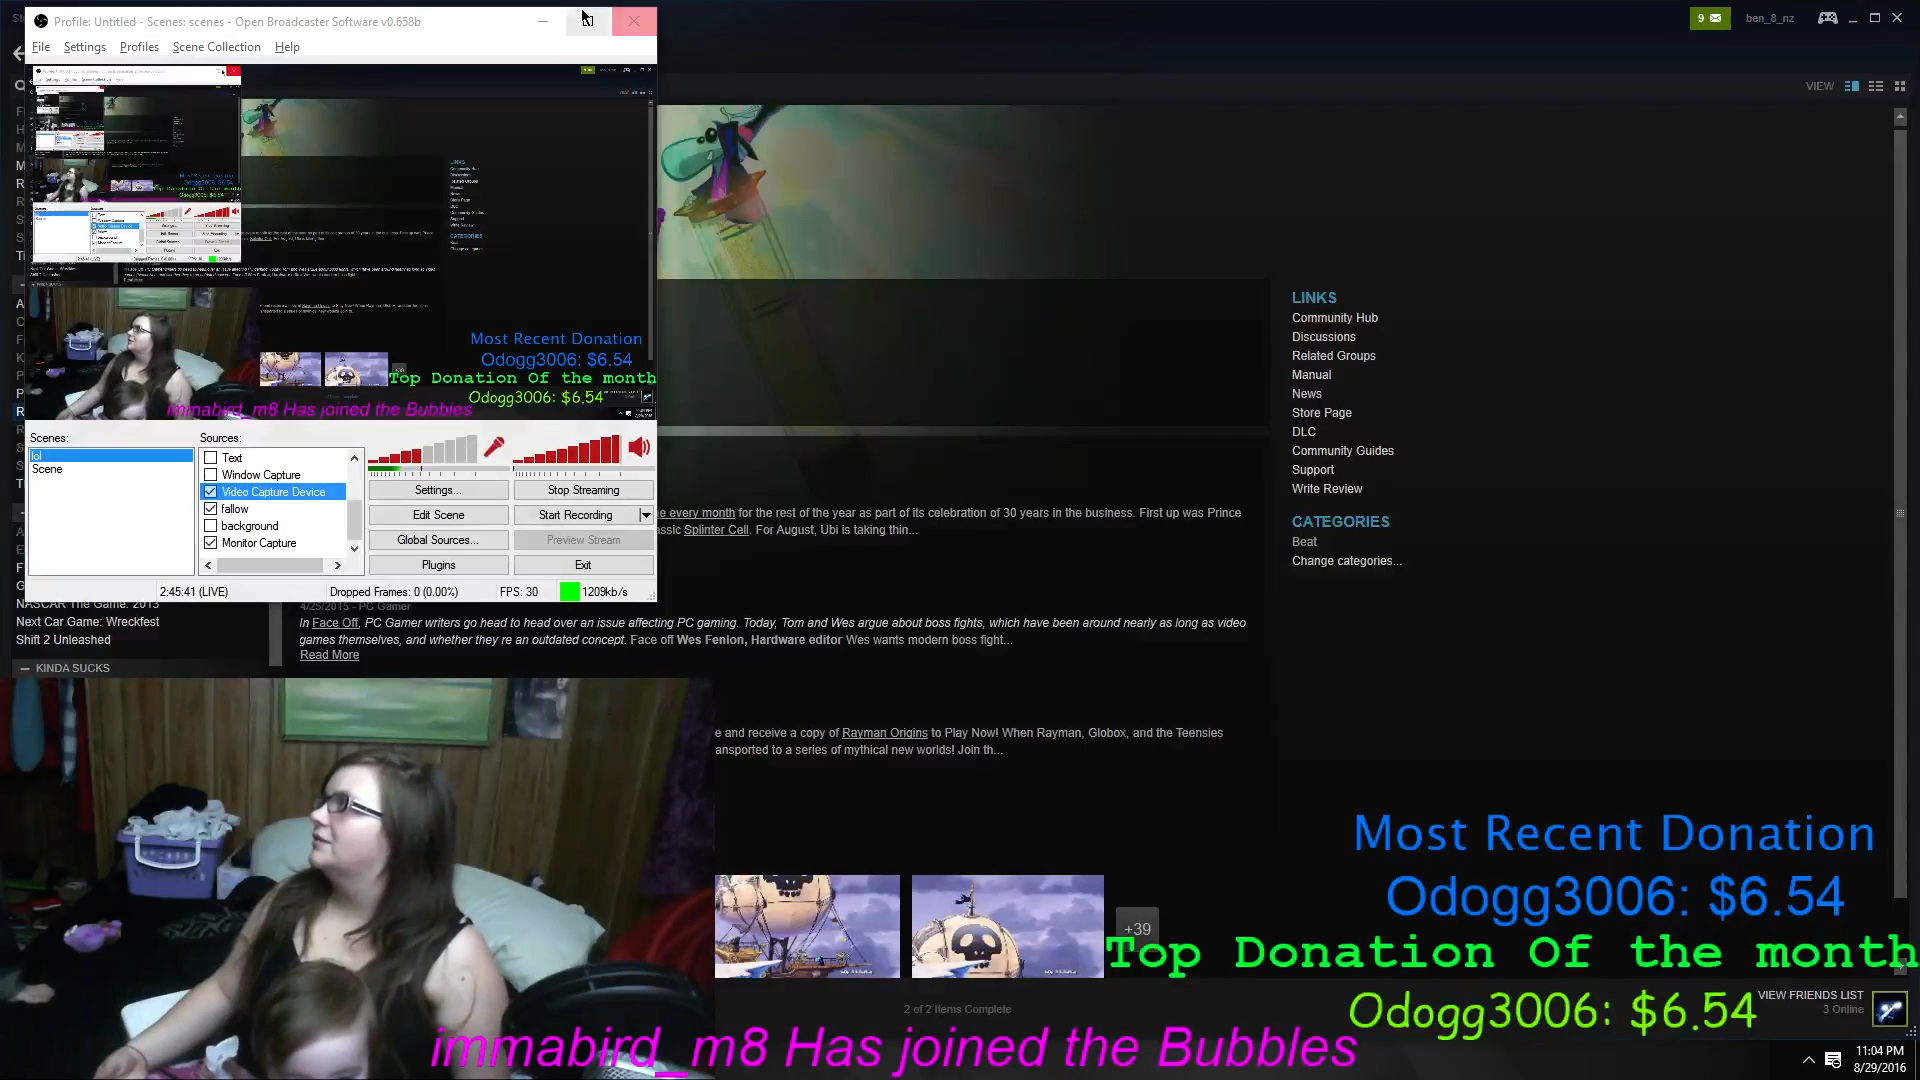 Profile: Untitled - Scenes: scenes - Open Broadcaster Software v0.658b
File Settings Profiles Scene Collection Help
9
ben_8_nz
VIEW
LINKS
Community Hub
Discussions
Related Groups
Manual
News
Store Page
DLC
Community Guides
Support
Write Review
CATEGORIES
Beat
Change categories...
Most Recent Donation
Odogg3006: $6.54
Top Donation Of the month
Odogg3006: $6.54
immabird_m8 Has joined the Bubbles
Scenes:
lol
Scene
Sources:
Text
Window Capture
Video Capture Device
fallow
background
Monitor Capture
Settings...
Stop Streaming
Edit Scene
Start Recording
Global Sources...
Preview Stream
Plugins
Exit
2:45:41 (LIVE)
Dropped Frames: 0 (0.00%)
FPS: 30
1209kb/s
e every month for the rest of the year as part of its celebration of 30 years in the business. First up was Prince
assic Splinter Cell. For August, Ubi is taking thin...
NASCAR The Game: 2013
Next Car Game: Wreckfest
Shift 2 Unleashed
KINDA SUCKS
4/25/2015 - PC Gamer
In Face Off, PC Gamer writers go head to head over an issue affecting PC gaming. Today, Tom and Wes argue about boss fights, which have been around nearly as long as video
games themselves, and whether they re an outdated concept. Face off Wes Fenlon, Hardware editor Wes wants modern boss fight...
Read More
e and receive a copy of Rayman Origins to Play Now! When Rayman, Globox, and the Teensies
ansported to a series of mythical new worlds! Join th...
+39
2 of 2 Items Complete
Most Recent Donation
Odogg3006: $6.54
Top Donation Of the month
Odogg3006: $6.54
VIEW FRIENDS LIST
3 Online
immabird_m8 Has joined the Bubbles
11:04 PM
8/29/2016